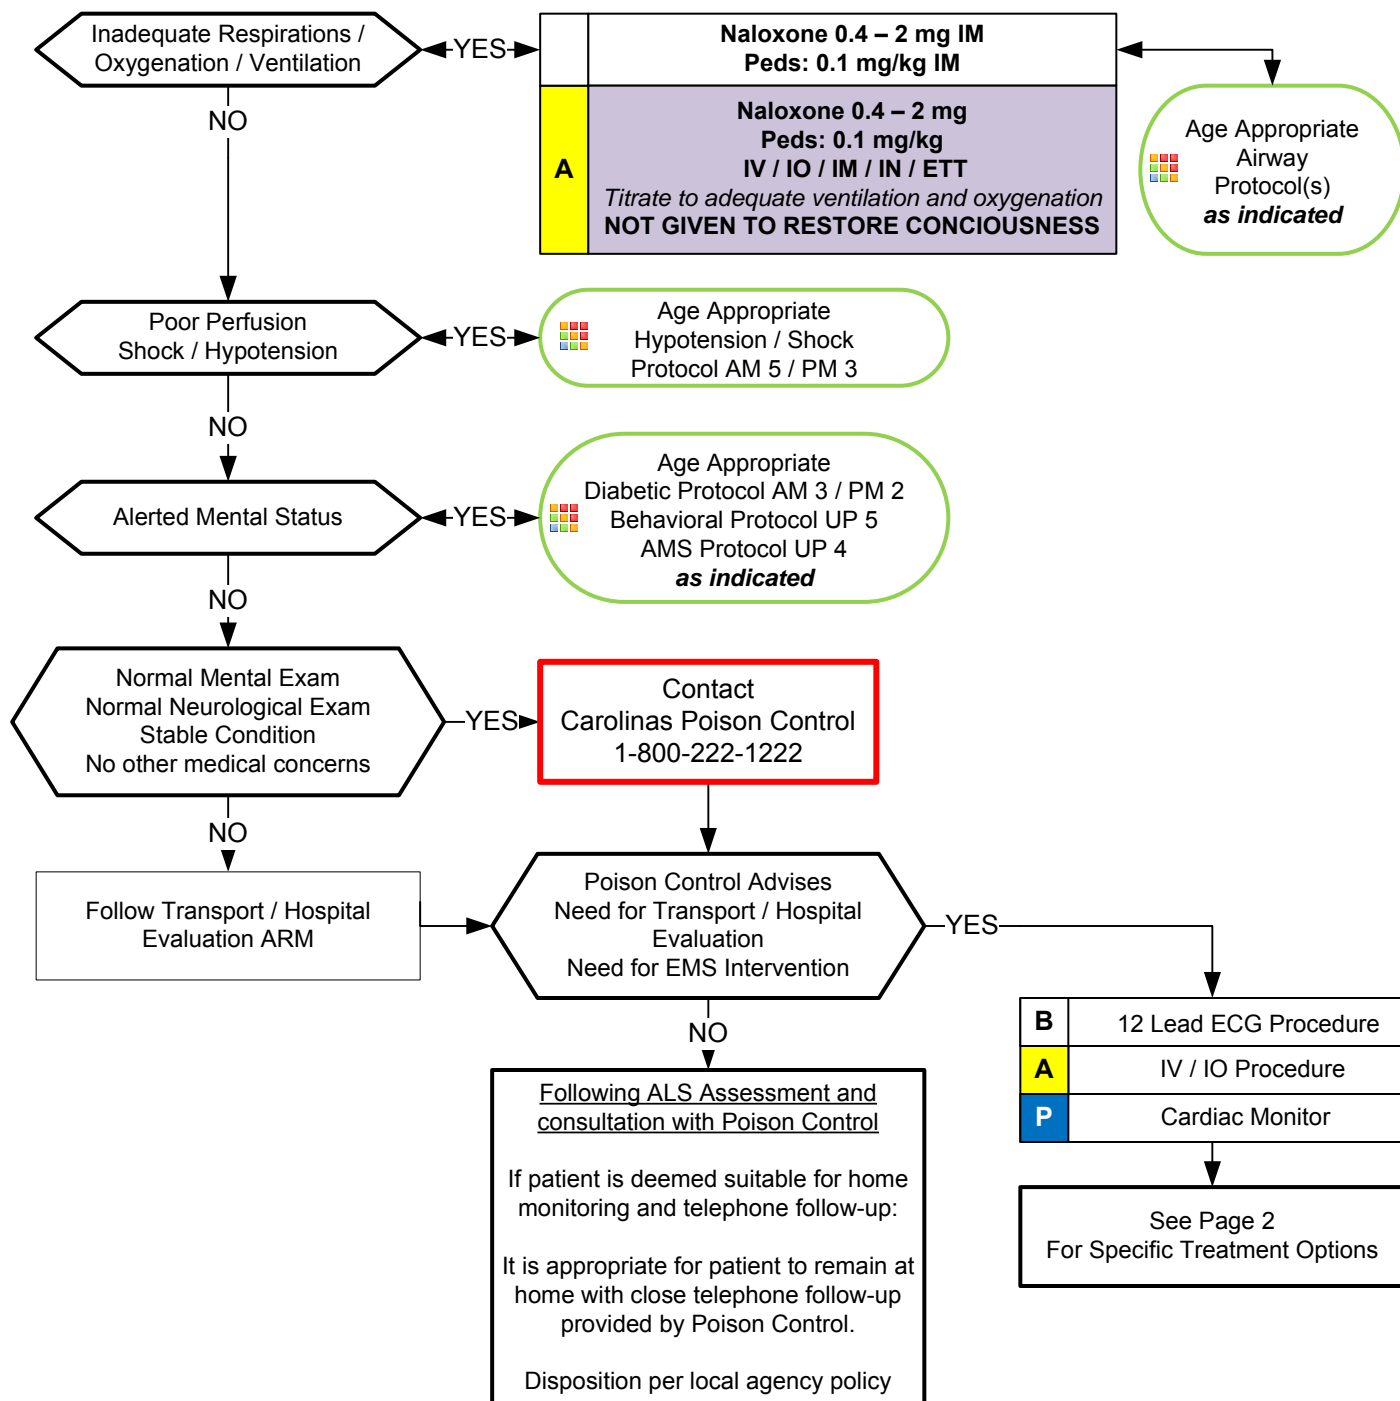 Inadequate Respirations /
Oxygenation / Ventilation
YES
Naloxone 0.4 – 2 mg IM
Peds: 0.1 mg/kg IM
A
Naloxone 0.4 – 2 mg
Peds: 0.1 mg/kg
IV / IO / IM / IN / ETT
Titrate to adequate ventilation and oxygenation
NOT GIVEN TO RESTORE CONCIOUSNESS
Age Appropriate
Airway
Protocol(s)
as indicated
NO
Poor Perfusion
Shock / Hypotension
YES
Age Appropriate
Hypotension / Shock
Protocol AM 5 / PM 3
NO
Alerted Mental Status
YES
Age Appropriate
Diabetic Protocol AM 3 / PM 2
Behavioral Protocol UP 5
AMS Protocol UP 4
as indicated
NO
Normal Mental Exam
Normal Neurological Exam
Stable Condition
No other medical concerns
YES
Contact
Carolinas Poison Control
1-800-222-1222
NO
Follow Transport / Hospital
Evaluation ARM
Poison Control Advises
Need for Transport / Hospital
Evaluation
Need for EMS Intervention
YES
B
12 Lead ECG Procedure
A
IV / IO Procedure
P
Cardiac Monitor
See Page 2
For Specific Treatment Options
NO
Following ALS Assessment and
consultation with Poison Control
If patient is deemed suitable for home
monitoring and telephone follow-up:
It is appropriate for patient to remain at
home with close telephone follow-up
provided by Poison Control.
Disposition per local agency policy